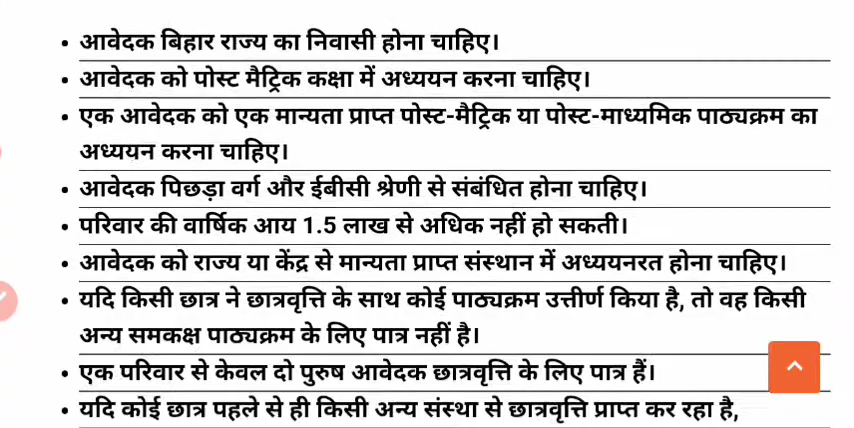 आवेदक बिहार राज्य का निवासी होना चाहिए।
आवेदक को पोस्ट मैट्रिक कक्षा में अध्ययन करना चाहिए।
एक आवेदक को एक मान्यता प्राप्त पोस्ट-मैट्रिक या पोस्ट-माध्यमिक पाठ्यक्रम का
अध्ययन करना चाहिए।
आवेदक पिछड़ा वर्ग और ईबीसी श्रेणी से संबंधित होना चाहिए।
परिवार की वार्षिक आय 1.5 लाख से अधिक नहीं हो सकती।
आवेदक को राज्य या केंद्र से मान्यता प्राप्त संस्थान में अध्ययनरत होना चाहिए।
यदि किसी छात्र ने छात्रवृत्ति के साथ कोई पाठ्यक्रम उत्तीर्ण किया है, तो वह किसी
अन्य समकक्ष पाठ्यक्रम के लिए पात्र नहीं है।
एक परिवार से केवल दो पुरुष आवेदक छात्रवृत्ति के लिए पात्र हैं।
यदि कोई छात्र पहले से ही किसी अन्य संस्था से छात्रवृत्ति प्राप्त कर रहा है,